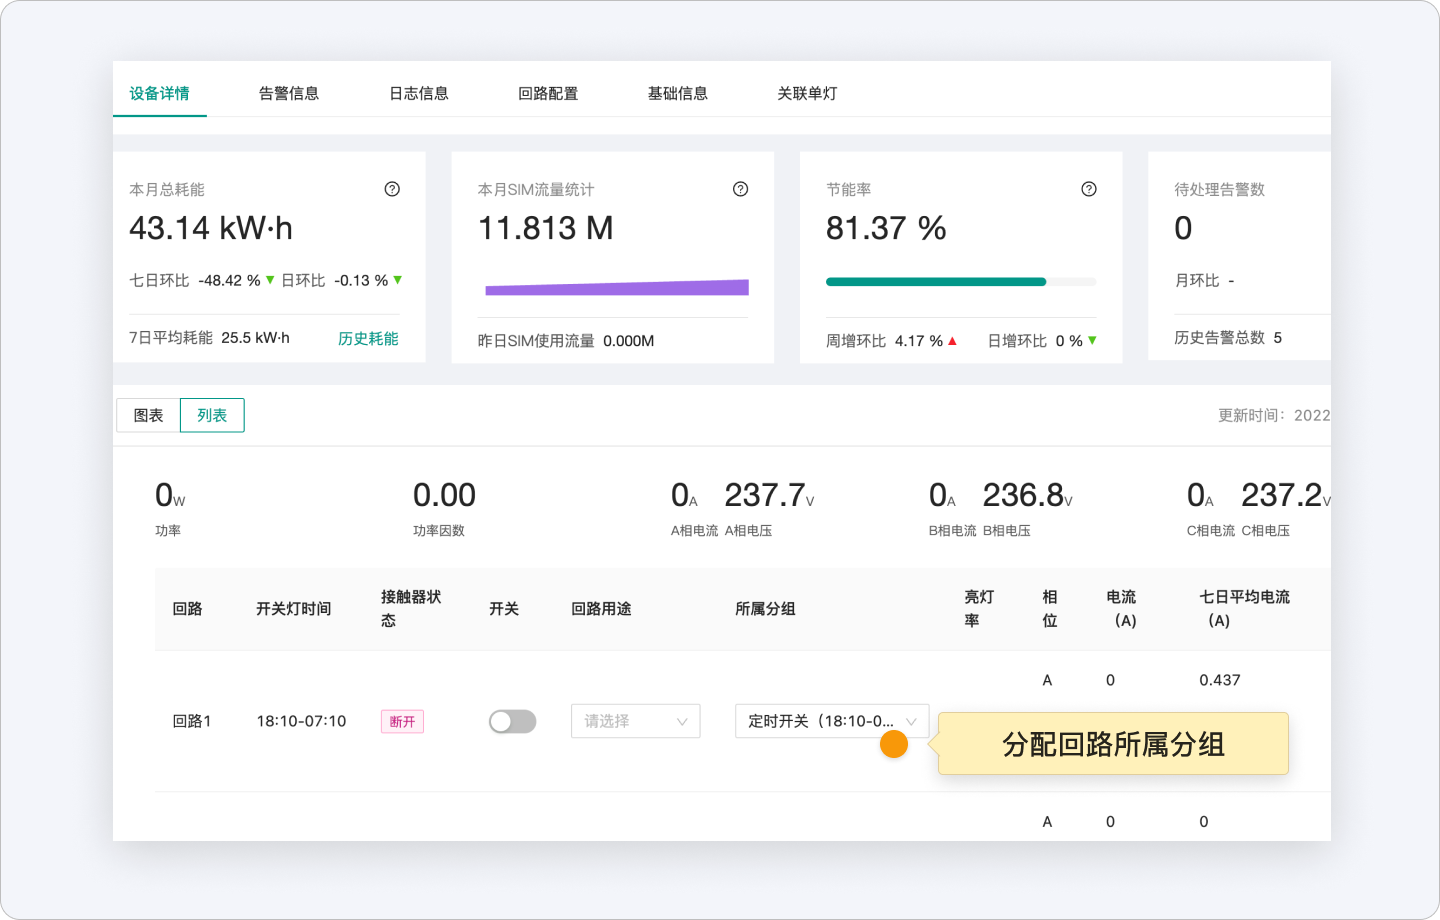 设备详情 告警信息 日志信息 回路配置 基础信息 关联单灯
本月总耗能 本月SIM流量统计 节能率 待处理告警数
43.14 kW·h 11.813 M 81.37 % 0
七日环比 -48.42 % 日环比 -0.13 % 月环比 -
7日平均耗能 25.5 kW·h 历史耗能 昨日SIM使用流量 0.000M 周增环比 4.17 % 日增环比 0 % 历史告警总数 5
图表 列表 更新时间：2022
0W 0.00 0A 237.7V 0A 236.8V 0A 237.2V
功率 功率因数 A相电流 A相电压 B相电流 B相电压 C相电流 C相电压
回路 开关灯时间 接触器状态 开关 回路用途 所属分组 亮灯率 相位 电流（A) 七日平均电流（A)
A 0 0.437
回路1 18:10-07:10 断开 请选择 定时开关（18:10-0...
分配回路所属分组
A 0 0